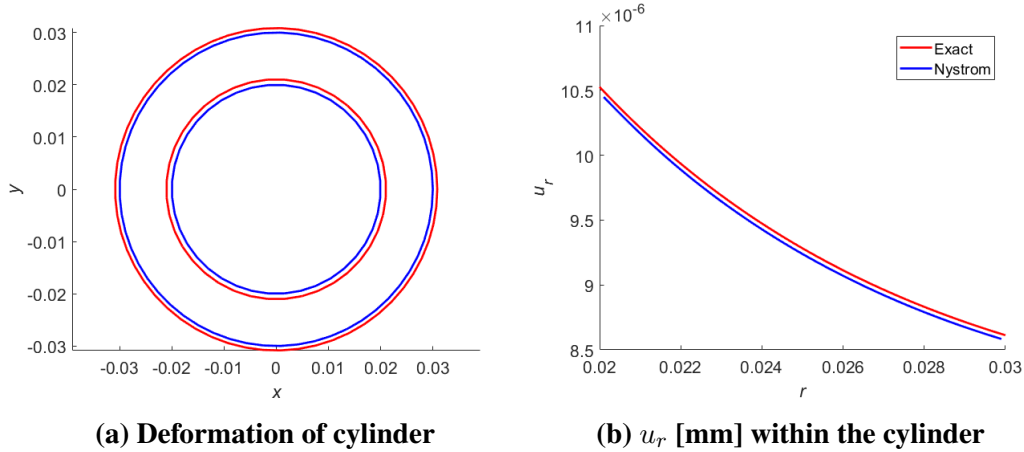 0.03
0.02
0.01
0
-0.01
-0.02
-0.03
y
-0.03 -0.02 -0.01 0 0.01 0.02 0.03
x
(a) Deformation of cylinder
×10⁻⁶
11
10.5
10
9.5
9
8.5
u_r
Exact
Nystrom
0.02 0.022 0.024 0.026 0.028 0.03
r
(b) u_r [mm] within the cylinder